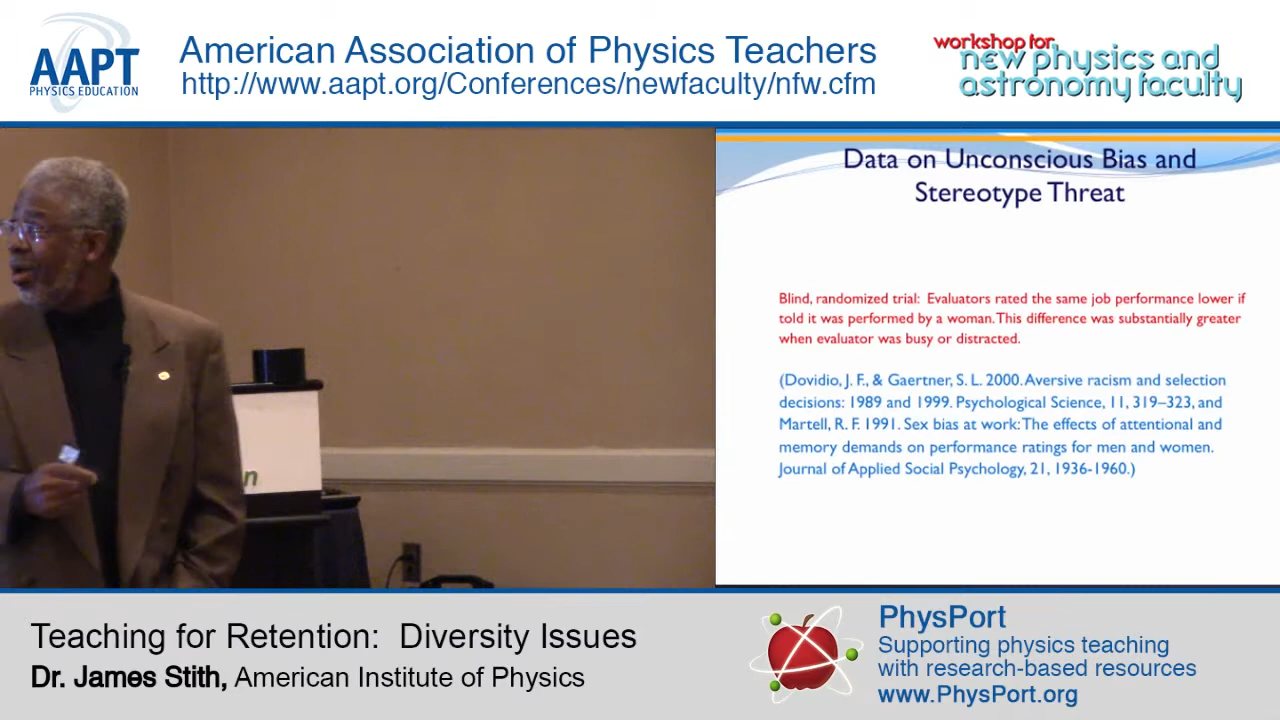 AAPT
PHYSICS EDUCATION
American Association of Physics Teachers
http://www.aapt.org/Conferences/newfaculty/nfw.cfm
workshop for
new physics and
astronomy faculty
Data on Unconscious Bias and
Stereotype Threat
Blind, randomized trial: Evaluators rated the same job performance lower if
told it was performed by a woman. This difference was substantially greater
when evaluator was busy or distracted.
(Dovidio, J. F., & Gaertner, S. L. 2000. Aversive racism and selection
decisions: 1989 and 1999. Psychological Science, 11, 319–323, and
Martell, R. F. 1991. Sex bias at work: The effects of attentional and
memory demands on performance ratings for men and women.
Journal of Applied Social Psychology, 21, 1936-1960.)
n
Teaching for Retention: Diversity Issues
Dr. James Stith, American Institute of Physics
PhysPort
Supporting physics teaching
with research-based resources
www.PhysPort.org